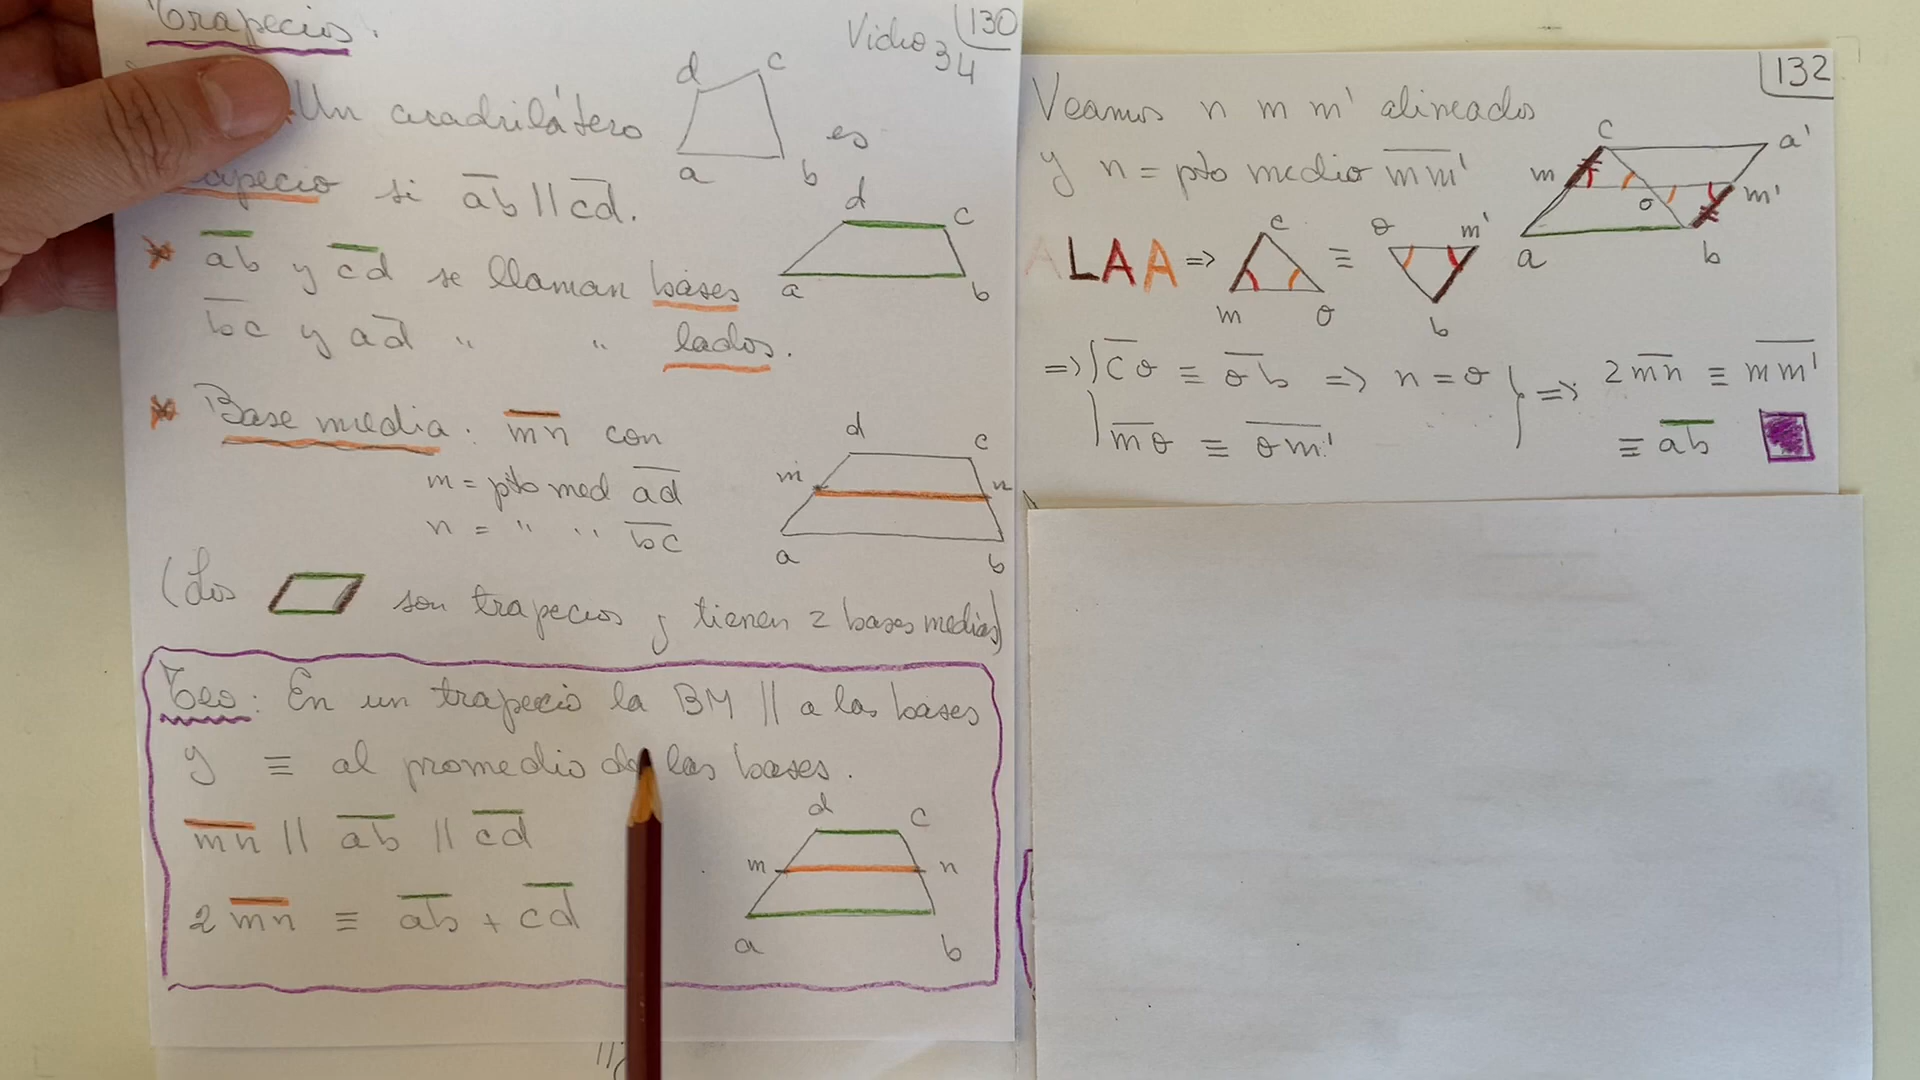 Trapecios.
Video 34
130
d c
Un cuadrilátero es
a b
trapecio si ab // cd.
d c
* ab y cd se llaman bases
a b
bc y ad " " lados.
* Base media: mn con
d c
m = pto med ad
m n
n = " " bc
a b
(Los son trapecios y tienen 2 bases medias)
Teo: En un trapecio la BM // a las bases
y ≡ al promedio de las bases.
d c
mn // ab // cd
m n
2 mn ≡ ab + cd
a b
132
Veamos n m m' alineados
c a'
y n = pto medio mm'
m o m'
a b
ALAA => c ≡ o m'
m o b
=> co ≡ ob => n = o => 2 mn ≡ mm'
mo ≡ om' ≡ ab